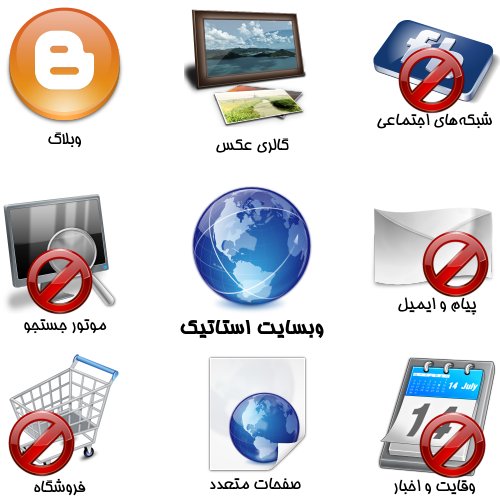 وبلاگ
گالری عکس
شبکه‌های اجتماعی
موتور جستجو
وبسایت استاتیک
پیام و ایمیل
فروشگاه
صفحات متعدد
14 July
14
وقایت و اخبار